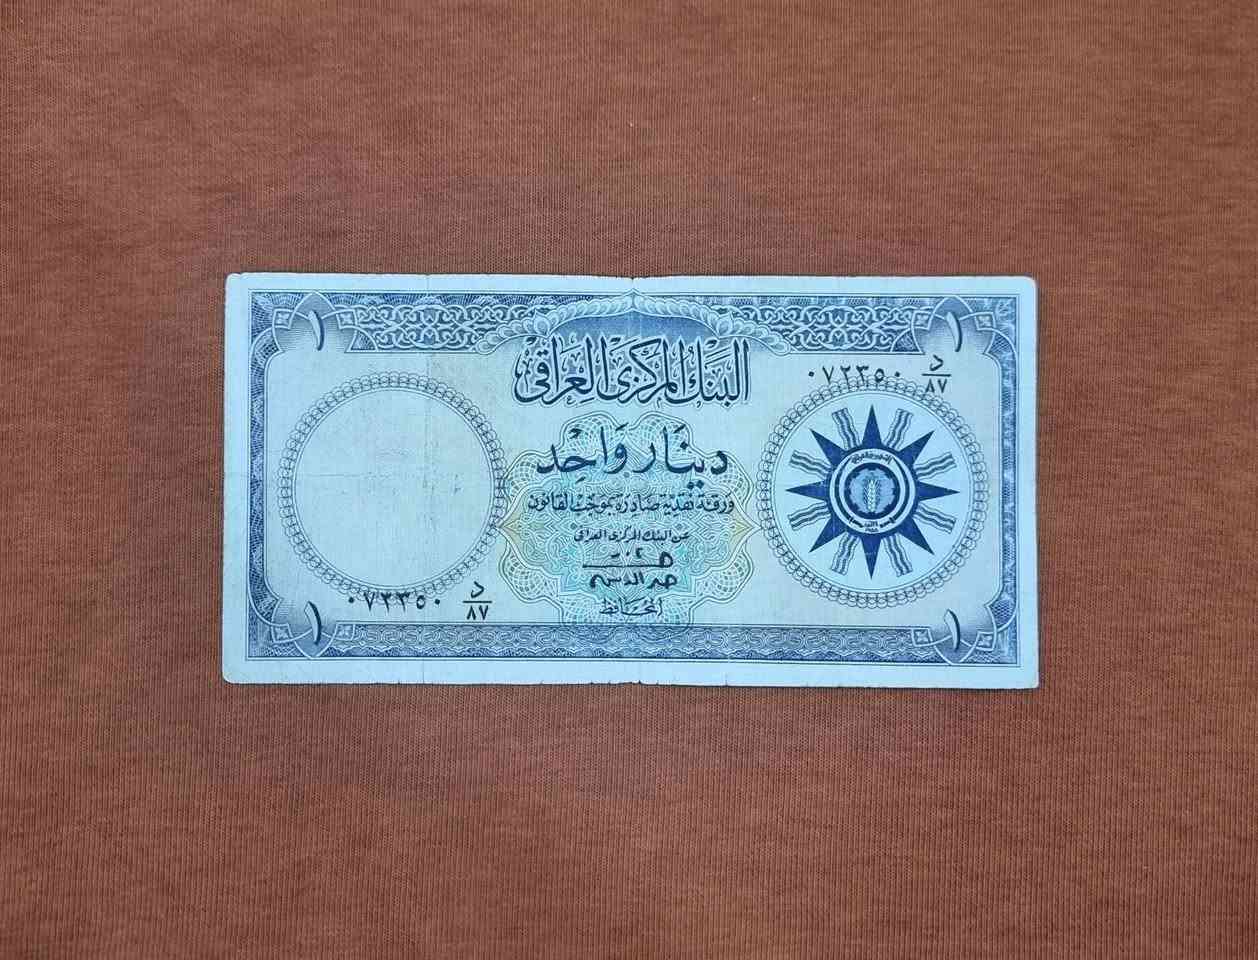 ١ ١
البنك المركزي العراقي
٠٧٢٣٥٠ د/٨٧
دينار واحد
ورقة نقدية صادرة بموجب القانون
عن البنك المركزي العراقي
المحافظ
٠٧٢٣٥٠ د/٨٧
١ ١